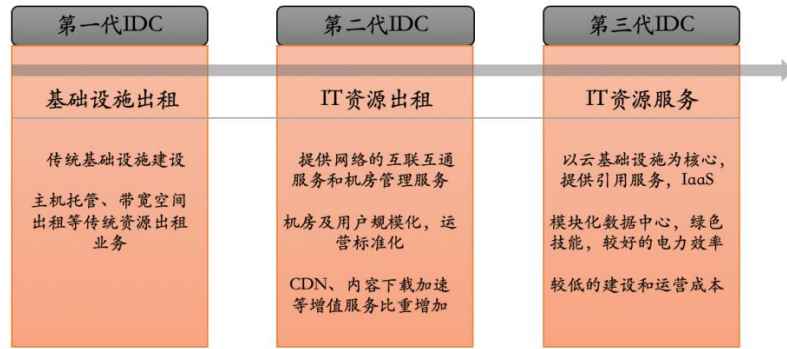 第一代IDC
基础设施出租
传统基础设施建设
主机托管、带宽空间
出租等传统资源出租
业务
第二代IDC
IT资源出租
提供网络的互联互通
服务和机房管理服务
机房及用户规模化，运
营标准化
CDN、内容下载加速
等增值服务比重增加
第三代IDC
IT资源服务
以云基础设施为核心，
提供引用服务，IaaS
模块化数据中心，绿色
技能，较好的电力效率
较低的建设和运营成本